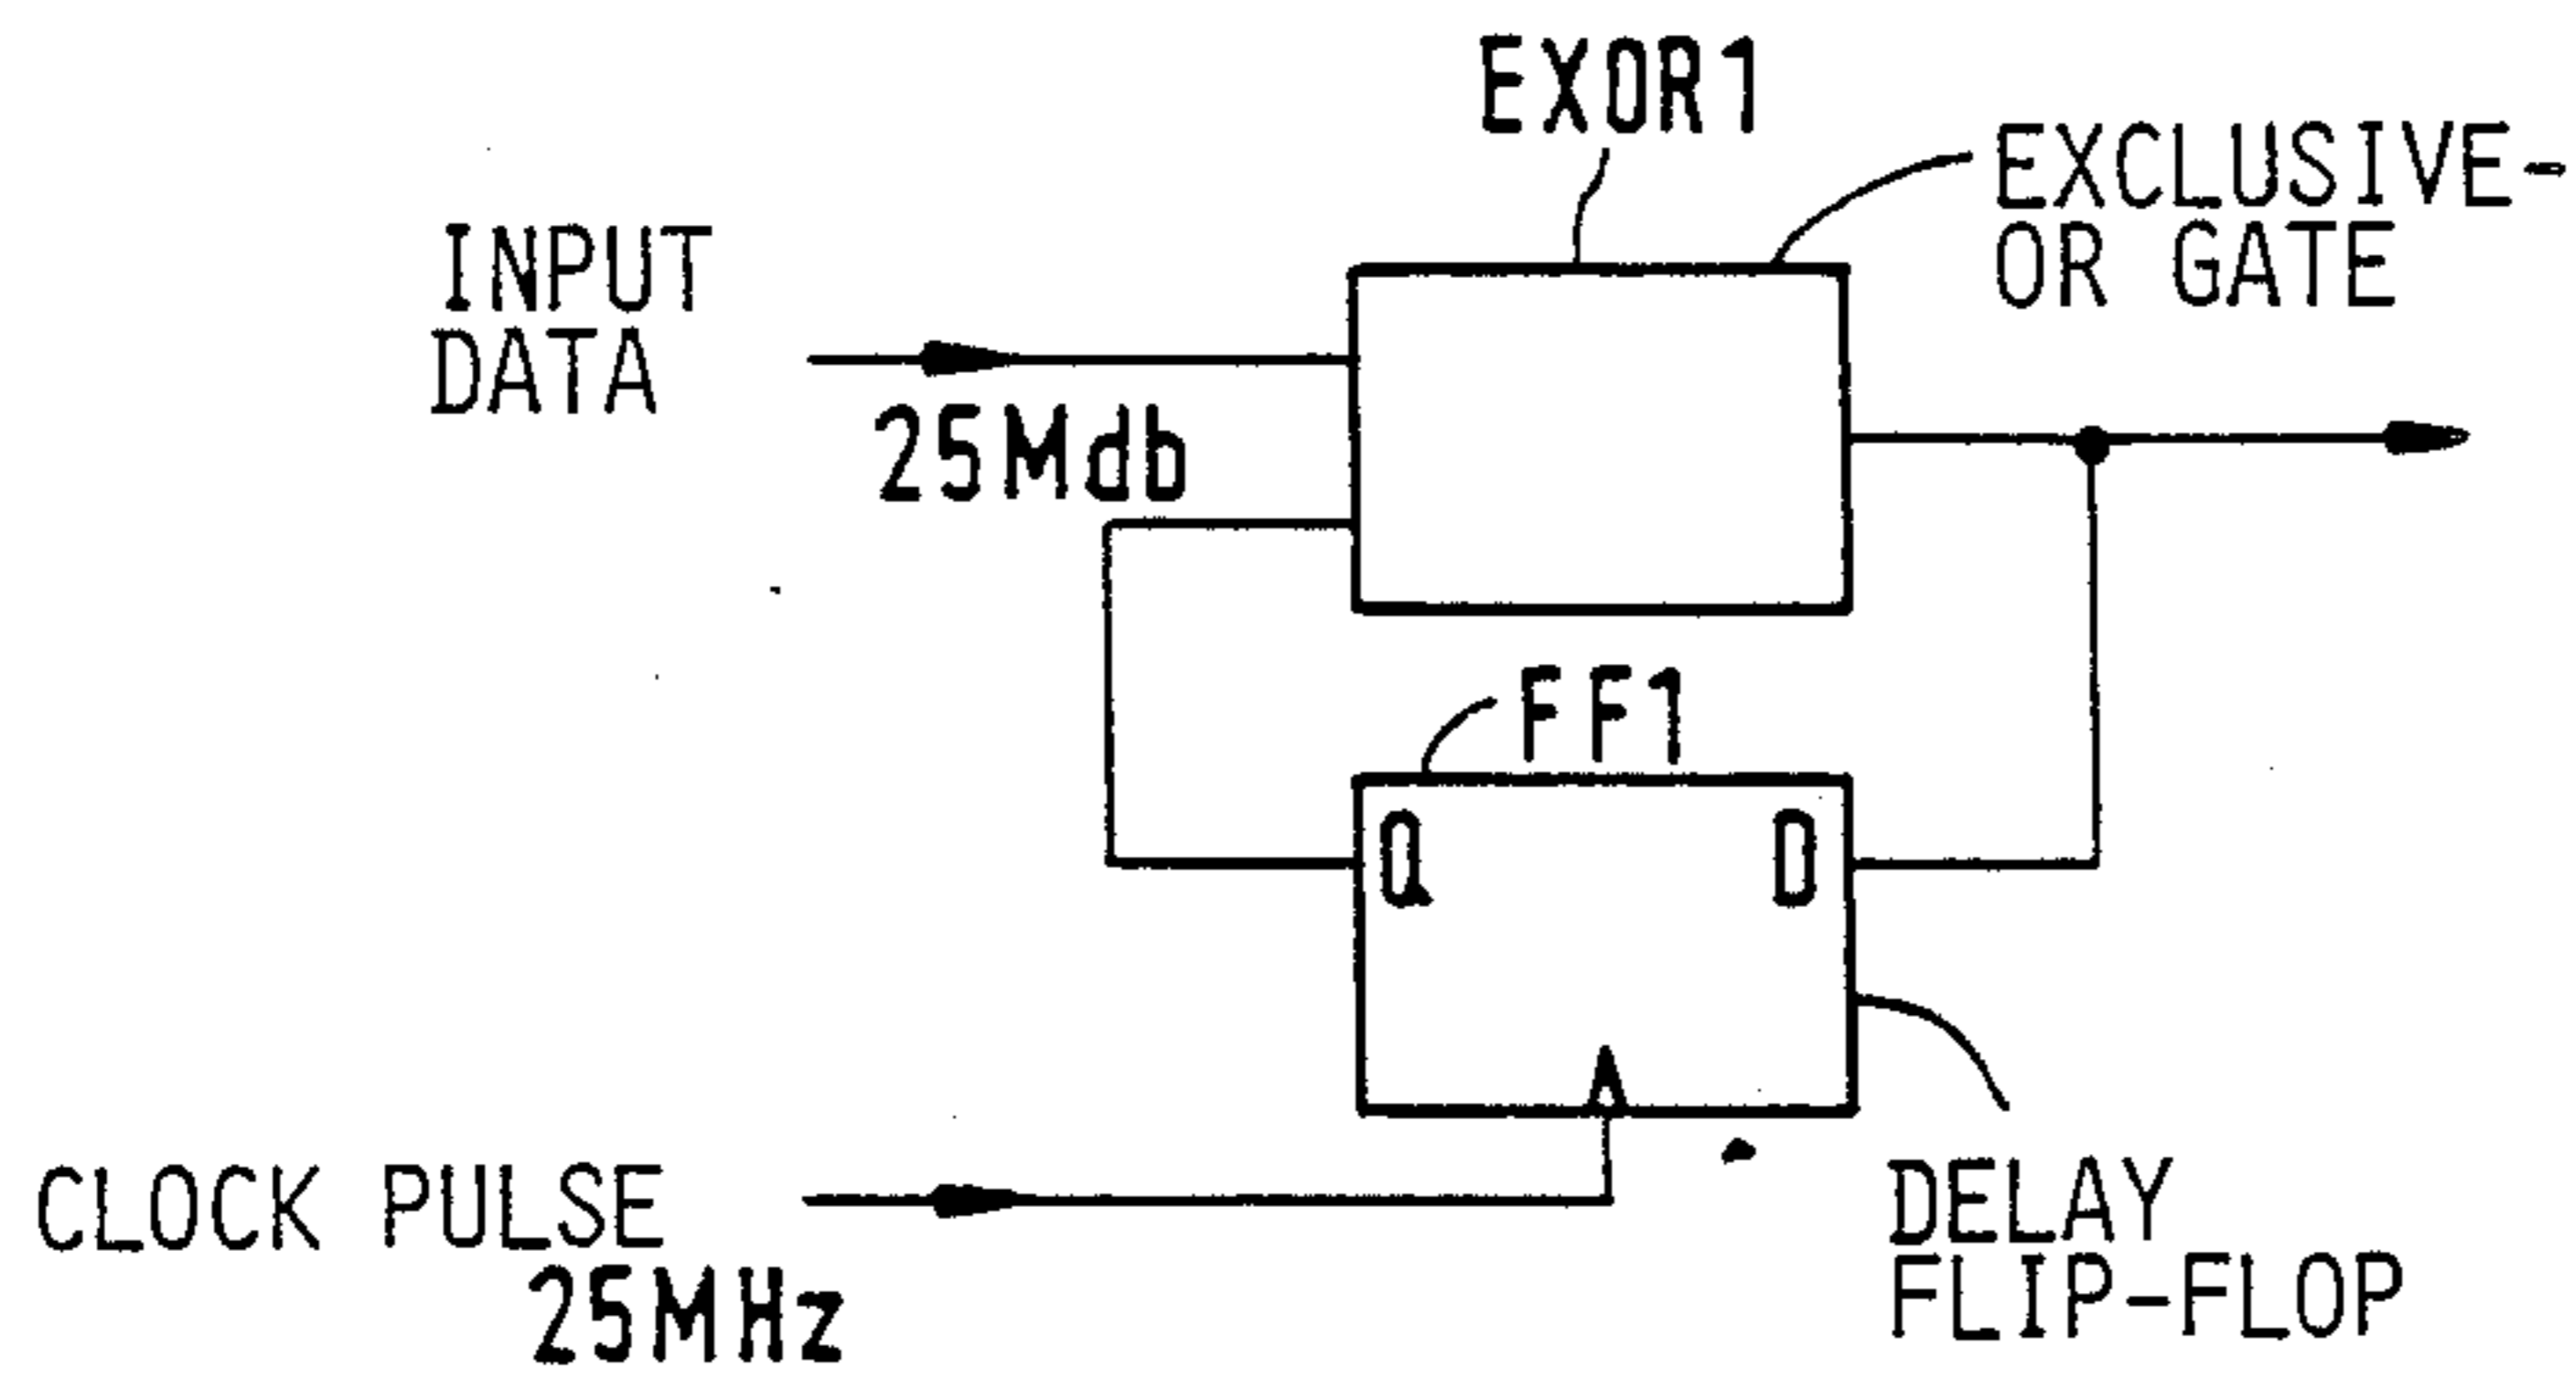 EXOR1
EXCLUSIVE-
OR GATE
INPUT
DATA
25Mdb
FF1
Q
D
CLOCK PULSE
25MHz
DELAY
FLIP-FLOP